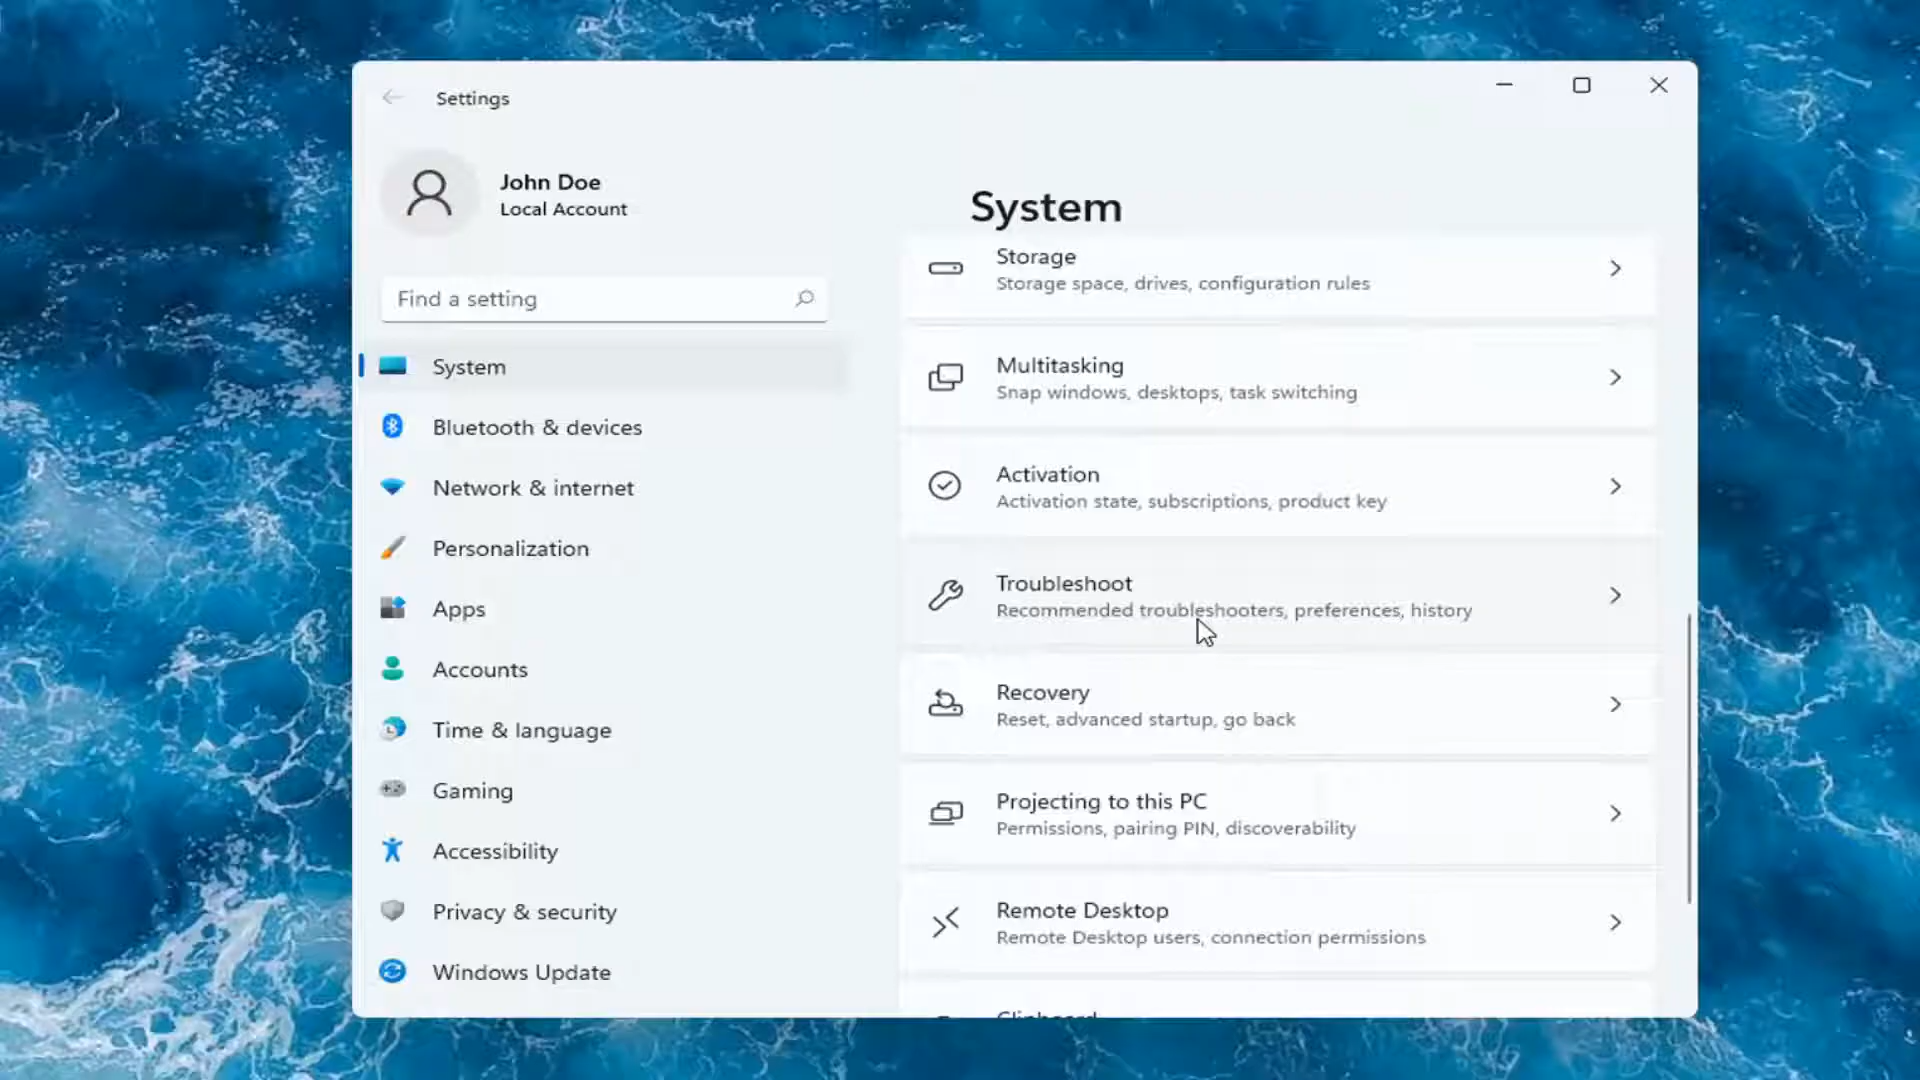 Settings
John Doe
Local Account
Find a setting
System
Bluetooth & devices
Network & internet
Personalization
Apps
Accounts
Time & language
Gaming
Accessibility
Privacy & security
Windows Update
System
Storage
Storage space, drives, configuration rules
Multitasking
Snap windows, desktops, task switching
Activation
Activation state, subscriptions, product key
Troubleshoot
Recommended troubleshooters, preferences, history
Recovery
Reset, advanced startup, go back
Projecting to this PC
Permissions, pairing PIN, discoverability
Remote Desktop
Remote Desktop users, connection permissions
Clipboard